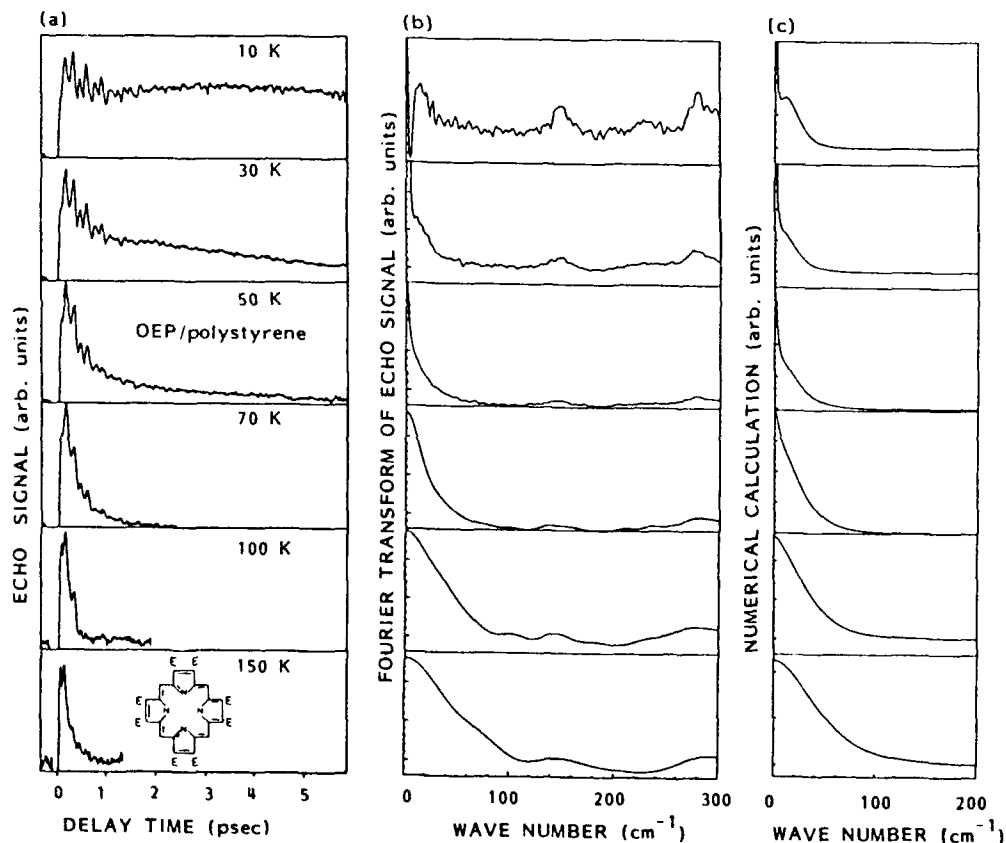 (a)
10 K
30 K
50 K
OEP/polystyrene
70 K
100 K
150 K
E E
E E
N
N N
N
E E
E E
ECHO SIGNAL (arb. units)
0 1 2 3 4 5
DELAY TIME (psec)
(b)
FOURIER TRANSFORM OF ECHO SIGNAL (arb. units)
0 100 200 300
WAVE NUMBER (cm⁻¹)
(c)
NUMERICAL CALCULATION (arb. units)
0 100 200
WAVE NUMBER (cm⁻¹)